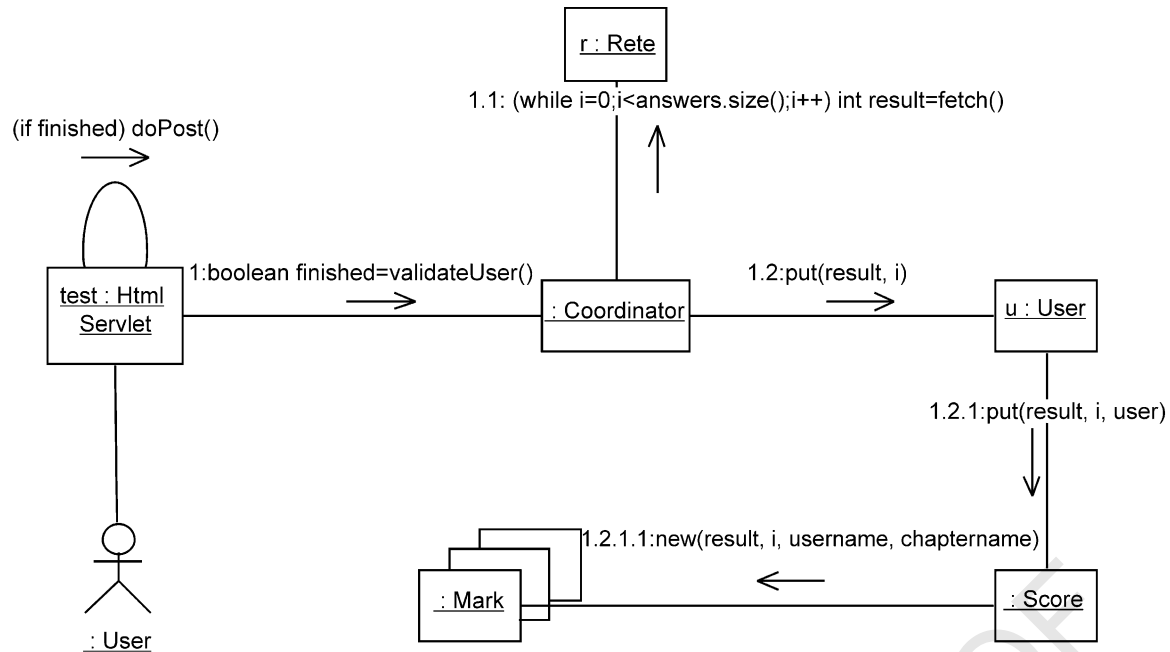 r : Rete
1.1: (while i=0;i<answers.size();i++) int result=fetch()
(if finished) doPost()
1:boolean finished=validateUser()
1.2:put(result, i)
test : Html
Servlet
: Coordinator
u : User
1.2.1:put(result, i, user)
1.2.1.1:new(result, i, username, chaptername)
: Mark
: Score
: User